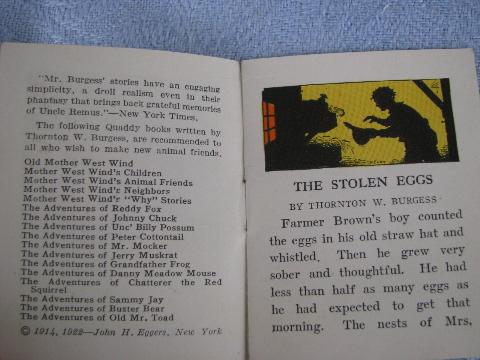 "Mr. Burgess' stories have an engaging
simplicity, a droll realism even in their
phantasy that brings back grateful memories
of Uncle Remus."—New York Times.
The following Quaddy books written by
Thornton W. Burgess, are recommended to
all who wish to make new animal friends.
Old Mother West Wind
Mother West Wind's Children
Mother West Wind's Animal Friends
Mother West Wind's Neighbors
Mother West Wind's "Why" Stories
The Adventures of Reddy Fox
The Adventures of Johnny Chuck
The Adventures of Unc' Billy Possum
The Adventures of Peter Cottontail
The Adventures of Mr. Mocker
The Adventures of Jerry Muskrat
The Adventures of Grandfather Frog
The Adventures of Danny Meadow Mouse
The Adventures of Chatterer the Red
Squirrel
The Adventures of Sammy Jay
The Adventures of Buster Bear
The Adventures of Old Mr. Toad
© 1914, 1922—John H. Eggers, New York
THE STOLEN EGGS
BY THORNTON W. BURGESS
Farmer Brown's boy counted
the eggs in his old straw hat and
whistled. Then he grew very
sober and thoughtful. He had
less than half as many eggs as
he had expected to get that
morning. The nests of Mrs.